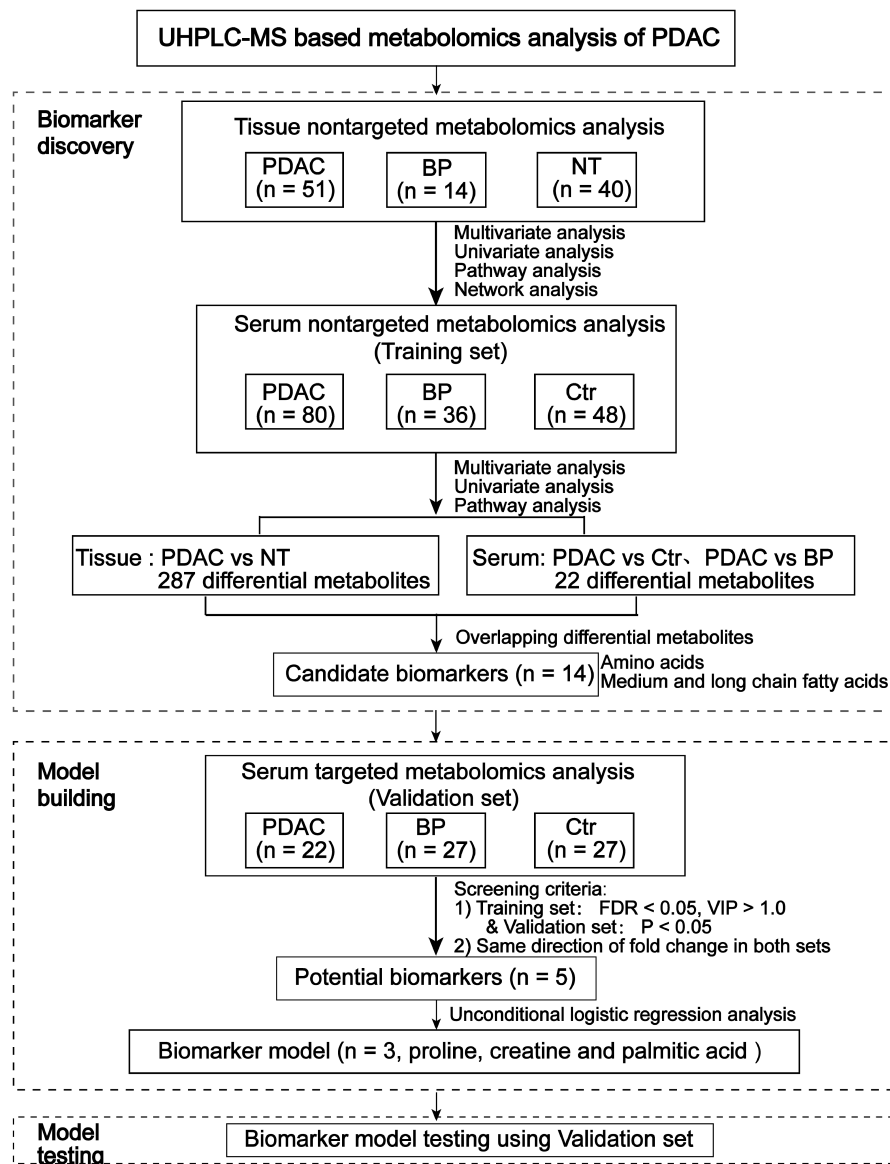 UHPLC-MS based metabolomics analysis of PDAC
Biomarker
discovery
Tissue nontargeted metabolomics analysis
PDAC
(n = 51)
BP
(n = 14)
NT
(n = 40)
Multivariate analysis
Univariate analysis
Pathway analysis
Network analysis
Serum nontargeted metabolomics analysis
(Training set)
PDAC
(n = 80)
BP
(n = 36)
Ctr
(n = 48)
Multivariate analysis
Univariate analysis
Pathway analysis
Tissue : PDAC vs NT
287 differential metabolites
Serum: PDAC vs Ctr、PDAC vs BP
22 differential metabolites
Overlapping differential metabolites
Candidate biomarkers (n = 14)
Amino acids
Medium and long chain fatty acids
Model
building
Serum targeted metabolomics analysis
(Validation set)
PDAC
(n = 22)
BP
(n = 27)
Ctr
(n = 27)
Screening criteria:
1) Training set: FDR < 0.05, VIP > 1.0
& Validation set: P < 0.05
2) Same direction of fold change in both sets
Potential biomarkers (n = 5)
Unconditional logistic regression analysis
Biomarker model (n = 3, proline, creatine and palmitic acid )
Model
testing
Biomarker model testing using Validation set